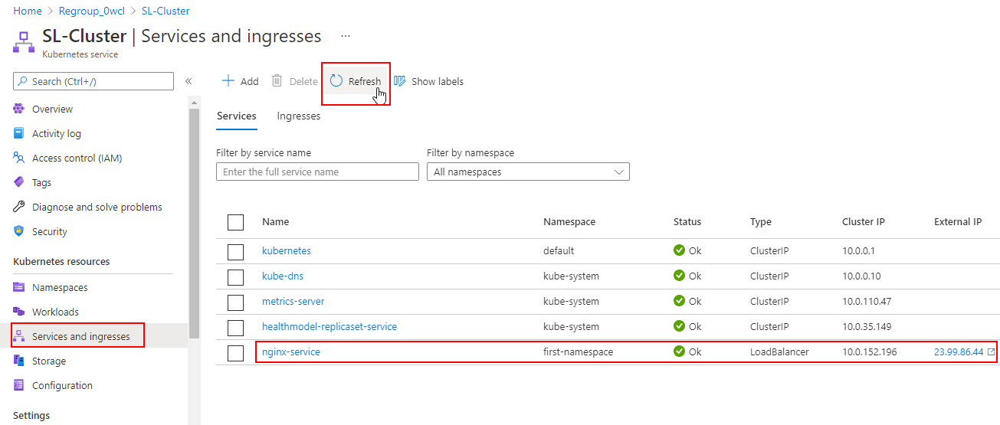 Home > Regroup_0wcl > SL-Cluster
SL-Cluster | Services and ingresses ...
Kubernetes service
Search (Ctrl+/) «
Overview
Activity log
Access control (IAM)
Tags
Diagnose and solve problems
Security
Kubernetes resources
Namespaces
Workloads
Services and ingresses
Storage
Configuration
Settings
Add Delete Refresh Show labels
Services Ingresses
Filter by service name Filter by namespace
Enter the full service name All namespaces
Name Namespace Status Type Cluster IP External IP
kubernetes default Ok ClusterIP 10.0.0.1
kube-dns kube-system Ok ClusterIP 10.0.0.10
metrics-server kube-system Ok ClusterIP 10.0.110.47
healthmodel-replicaset-service kube-system Ok ClusterIP 10.0.35.149
nginx-service first-namespace Ok LoadBalancer 10.0.152.196 23.99.86.44